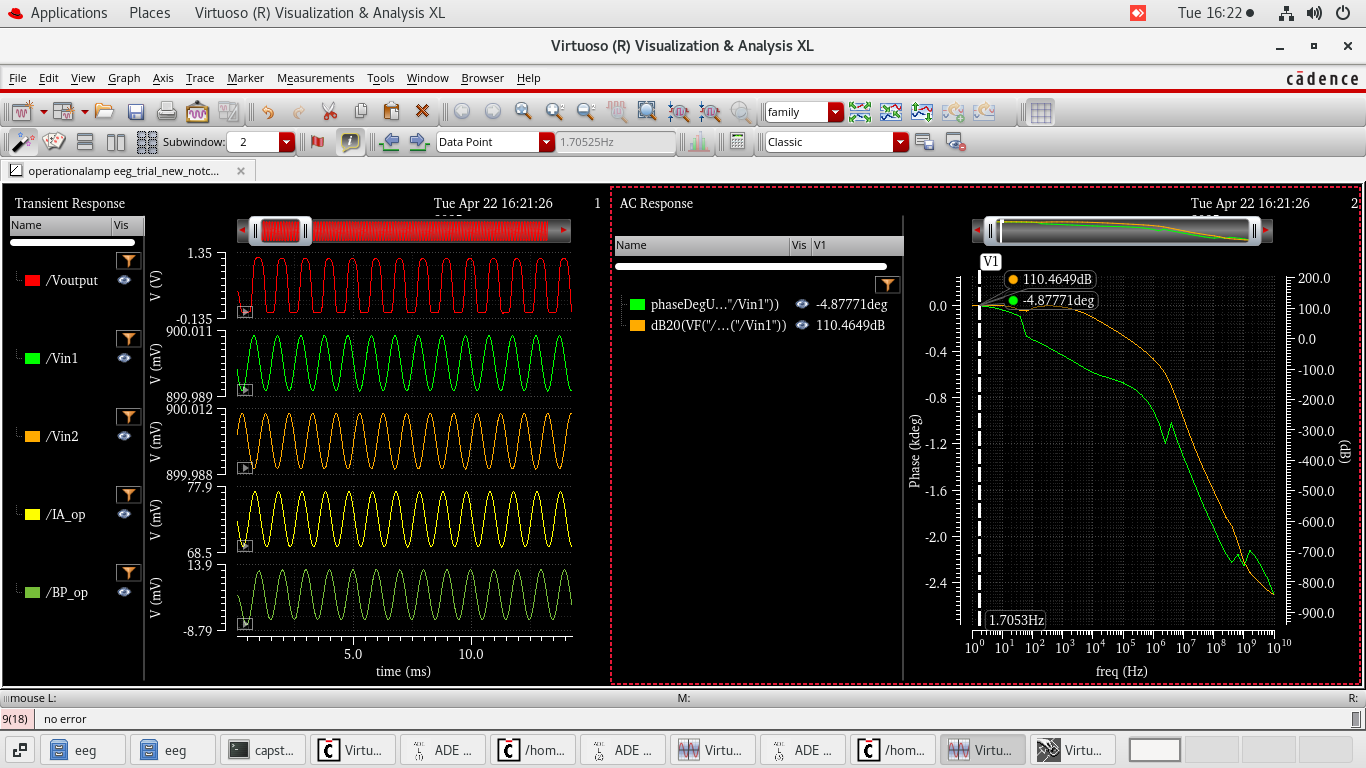 Applications Places Virtuoso (R) Visualization & Analysis XL Tue 16:22
Virtuoso (R) Visualization & Analysis XL
File Edit View Graph Axis Trace Marker Measurements Tools Window Browser Help cādence
family
Subwindow: 2 Data Point 1.70525Hz Classic
operationalamp eeg_trial_new_notc...
Transient Response Tue Apr 22 16:21:26 1
Name Vis
/Voutput
/Vin1
/Vin2
/IA_op
/BP_op
V (V)
1.35
-0.135
V (mV)
900.011
899.989
V (mV)
900.012
899.988
V (mV)
77.9
68.5
V (mV)
13.9
-8.79
5.0 10.0
time (ms)
AC Response Tue Apr 22 16:21:26 2
Name Vis V1
phaseDegU..."/Vin1")) -4.87771deg
dB20(VF("/...("/Vin1")) 110.4649dB
V1
110.4649dB
-4.87771deg
Phase (kdeg)
0.0
-0.4
-0.8
-1.2
-1.6
-2.0
-2.4
200.0
100.0
0.0
-100.0
-200.0
-300.0
-400.0
-500.0
-600.0
-700.0
-800.0
-900.0
(dB)
1.7053Hz
10^0 10^1 10^2 10^3 10^4 10^5 10^6 10^7 10^8 10^9 10^10
freq (Hz)
mouse L: M: R:
9(18) no error
eeg eeg capst... Virtu... ADE ... /hom... ADE ... Virtu... ADE ... /hom... Virtu... Virtu...